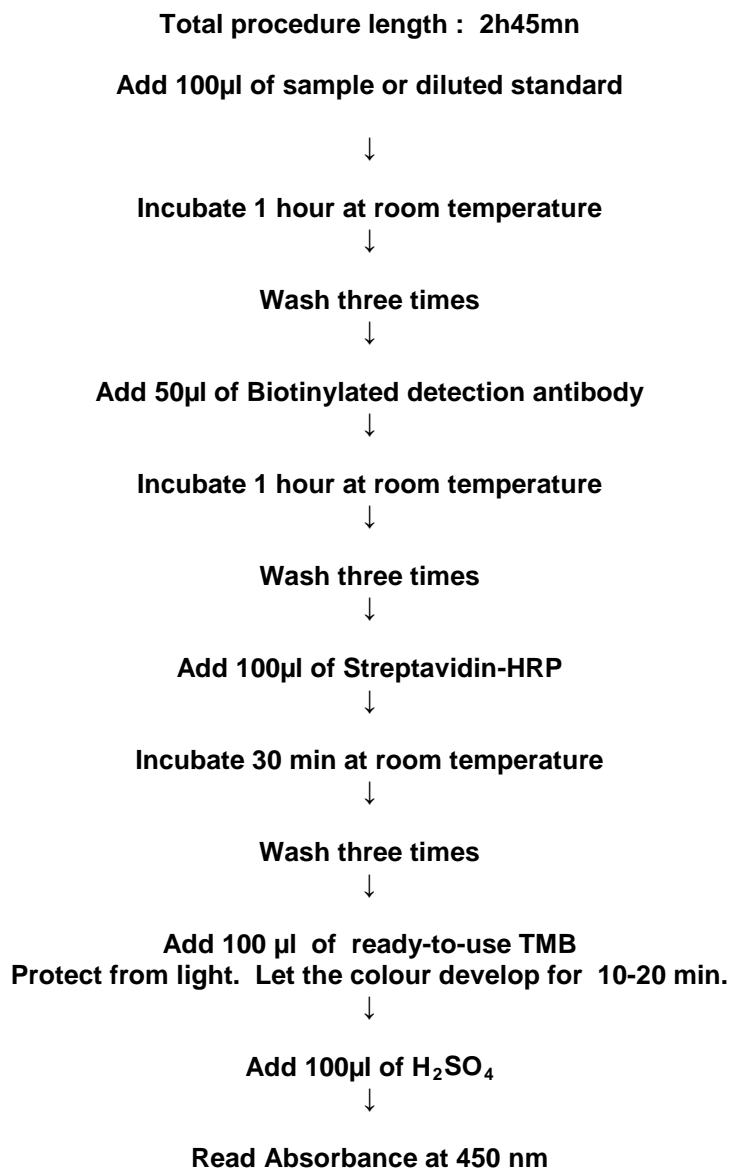 Total procedure length : 2h45mn
Add 100µl of sample or diluted standard
↓
Incubate 1 hour at room temperature
↓
Wash three times
↓
Add 50µl of Biotinylated detection antibody
↓
Incubate 1 hour at room temperature
↓
Wash three times
↓
Add 100µl of Streptavidin-HRP
↓
Incubate 30 min at room temperature
↓
Wash three times
↓
Add 100 µl of ready-to-use TMB
Protect from light. Let the colour develop for 10-20 min.
↓
Add 100µl of H₂SO₄
↓
Read Absorbance at 450 nm